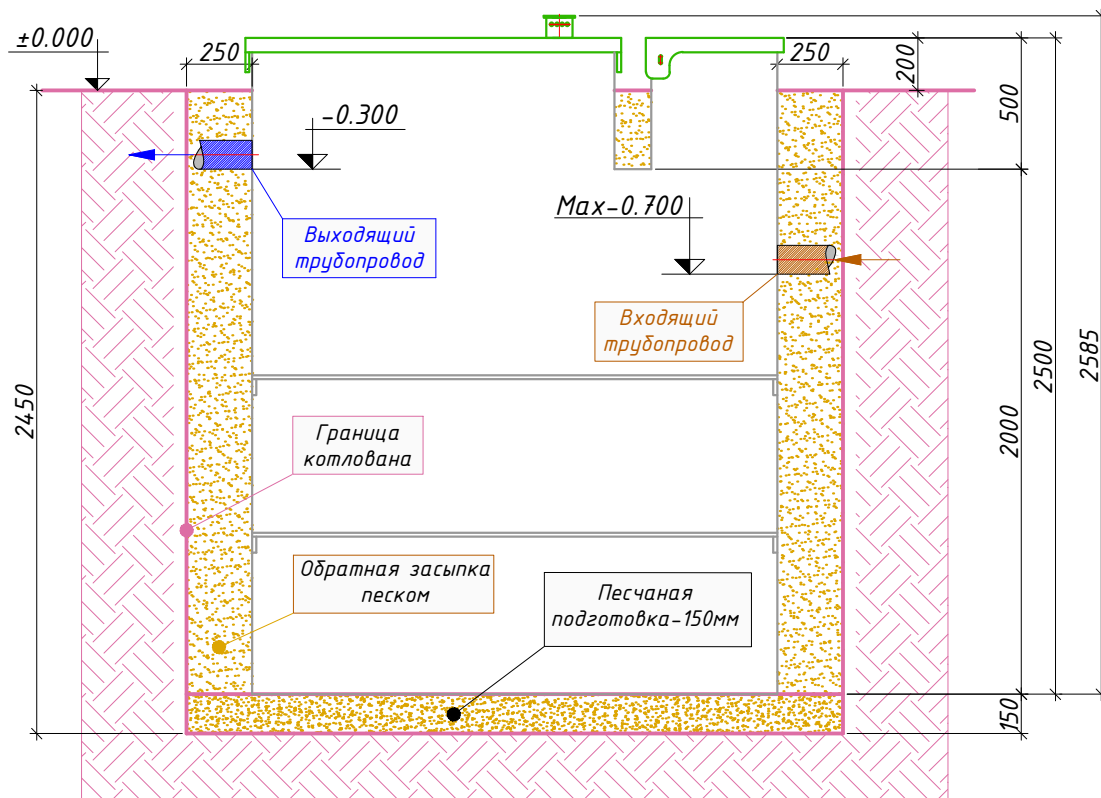 ±0.000
250
250
200
500
-0.300
Max-0.700
Выходящий
трубопровод
Входящий
трубопровод
2450
2000
2500
2585
Граница
котлована
Обратная засыпка
песком
Песчаная
подготовка-150мм
150